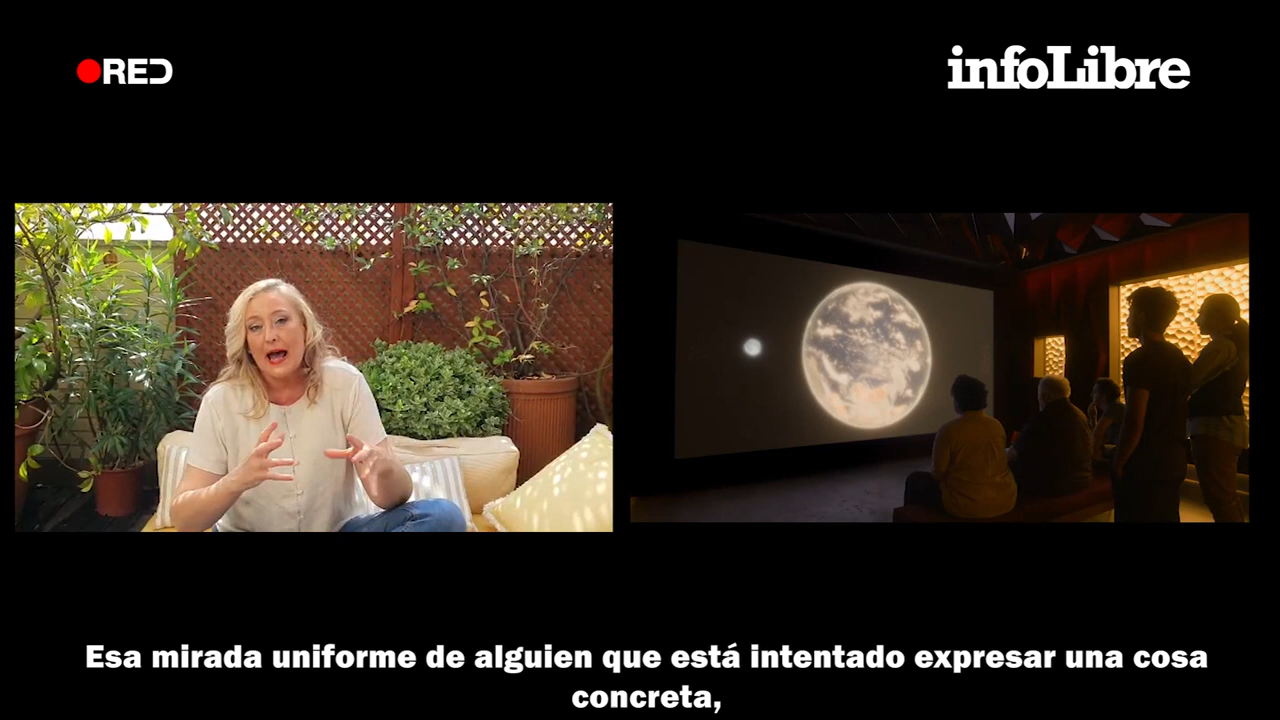 RED
infoLibre
Esa mirada uniforme de alguien que está intentado expresar una cosa
concreta,